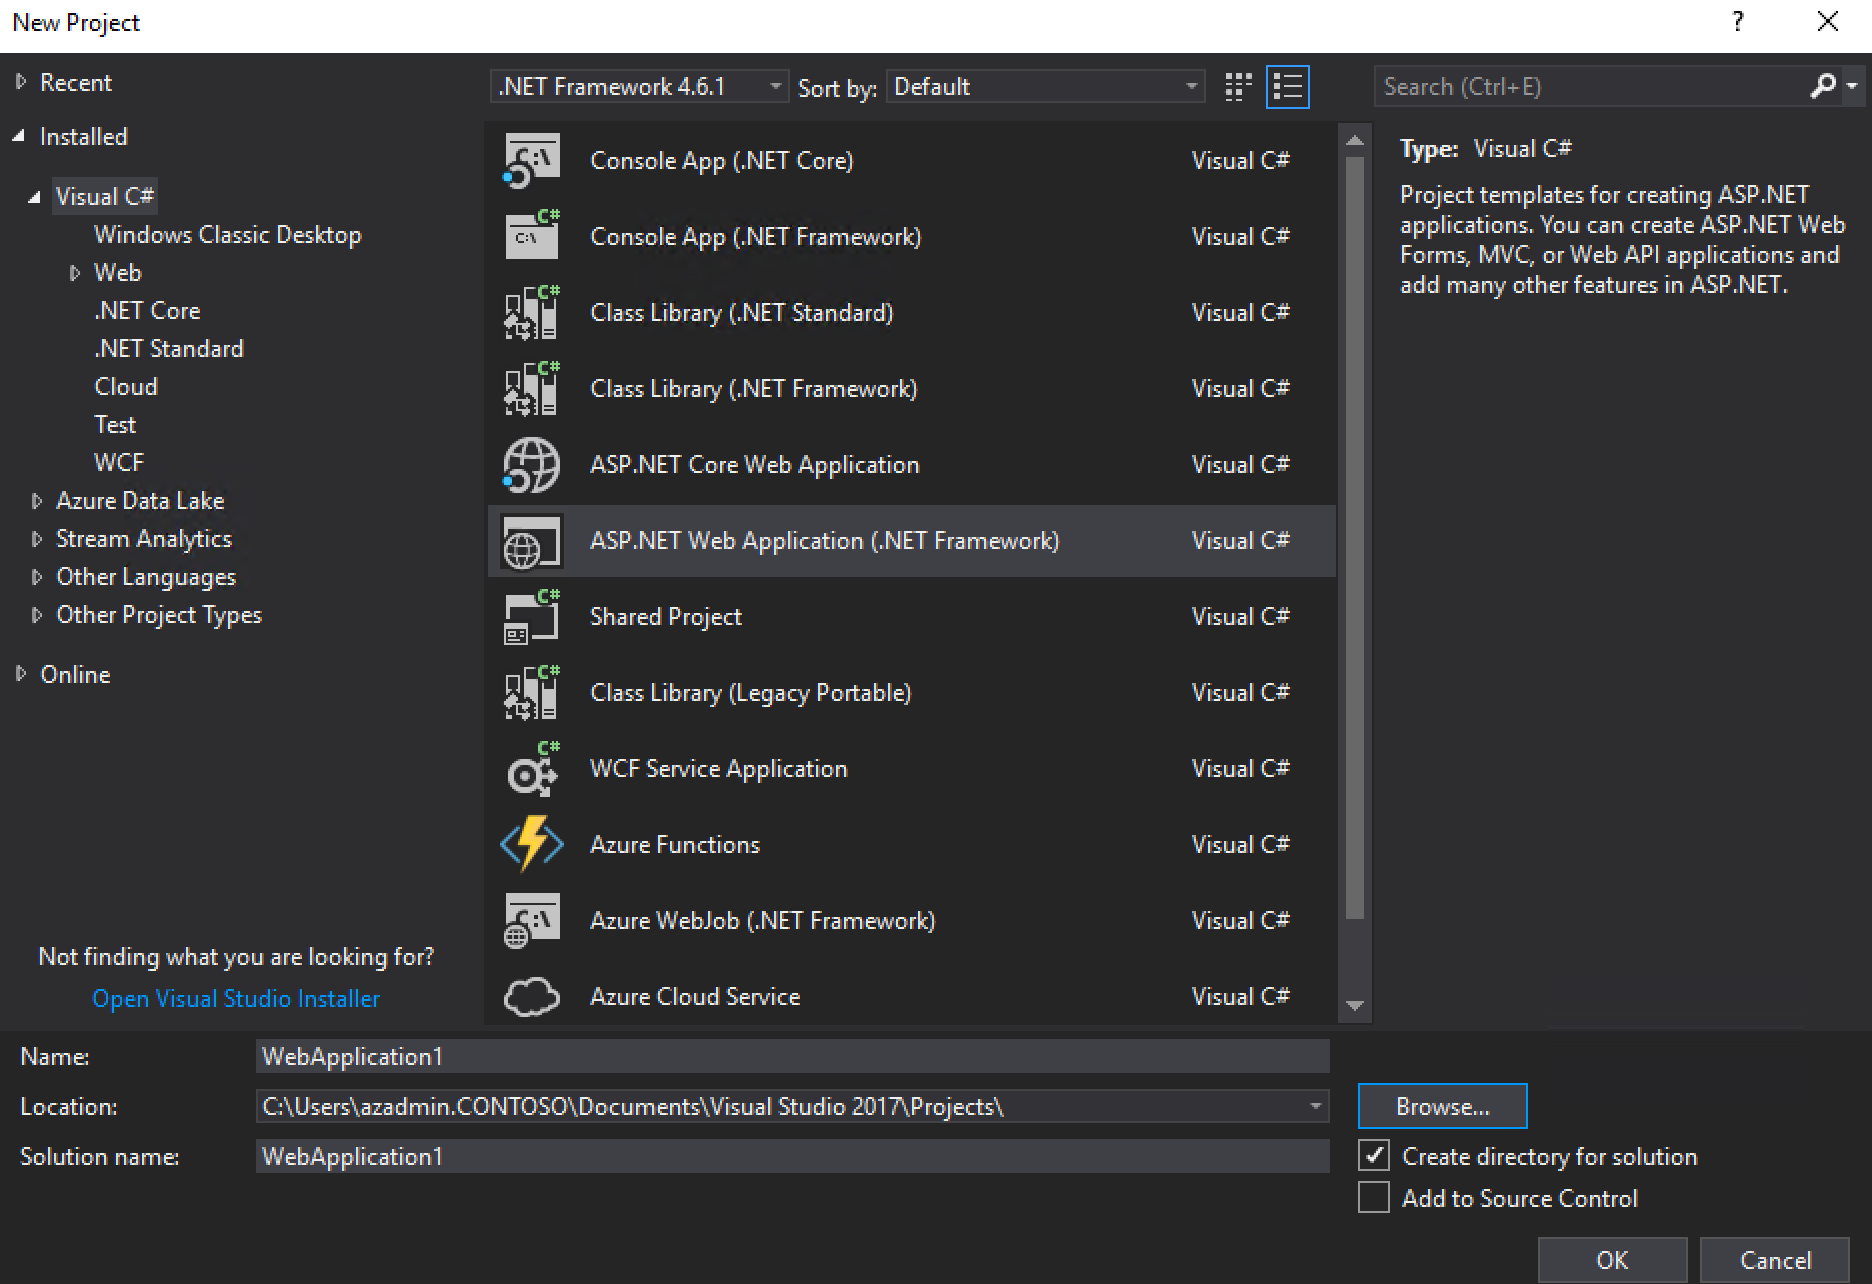 New Project
?
Recent
Installed
Visual C#
Windows Classic Desktop
Web
.NET Core
.NET Standard
Cloud
Test
WCF
Azure Data Lake
Stream Analytics
Other Languages
Other Project Types
Online
Not finding what you are looking for?
Open Visual Studio Installer
.NET Framework 4.6.1
Sort by:
Default
Console App (.NET Core) Visual C#
Console App (.NET Framework) Visual C#
Class Library (.NET Standard) Visual C#
Class Library (.NET Framework) Visual C#
ASP.NET Core Web Application Visual C#
ASP.NET Web Application (.NET Framework) Visual C#
Shared Project Visual C#
Class Library (Legacy Portable) Visual C#
WCF Service Application Visual C#
Azure Functions Visual C#
Azure WebJob (.NET Framework) Visual C#
Azure Cloud Service Visual C#
Search (Ctrl+E)
Type: Visual C#
Project templates for creating ASP.NET
applications. You can create ASP.NET Web
Forms, MVC, or Web API applications and
add many other features in ASP.NET.
Name: WebApplication1
Location: C:\Users\azadmin.CONTOSO\Documents\Visual Studio 2017\Projects\
Browse...
Solution name: WebApplication1
Create directory for solution
Add to Source Control
OK
Cancel